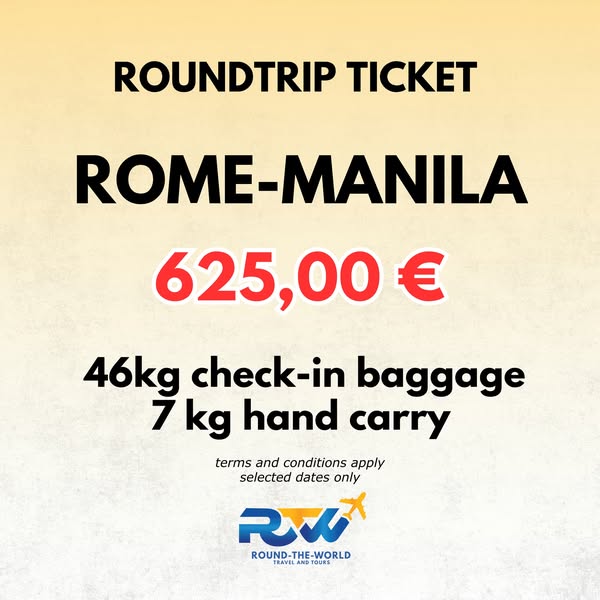 ROUNDTRIP TICKET
ROME-MANILA
625,00 €
46kg check-in baggage
7 kg hand carry
terms and conditions apply
selected dates only
RTW
ROUND-THE-WORLD
TRAVEL AND TOURS